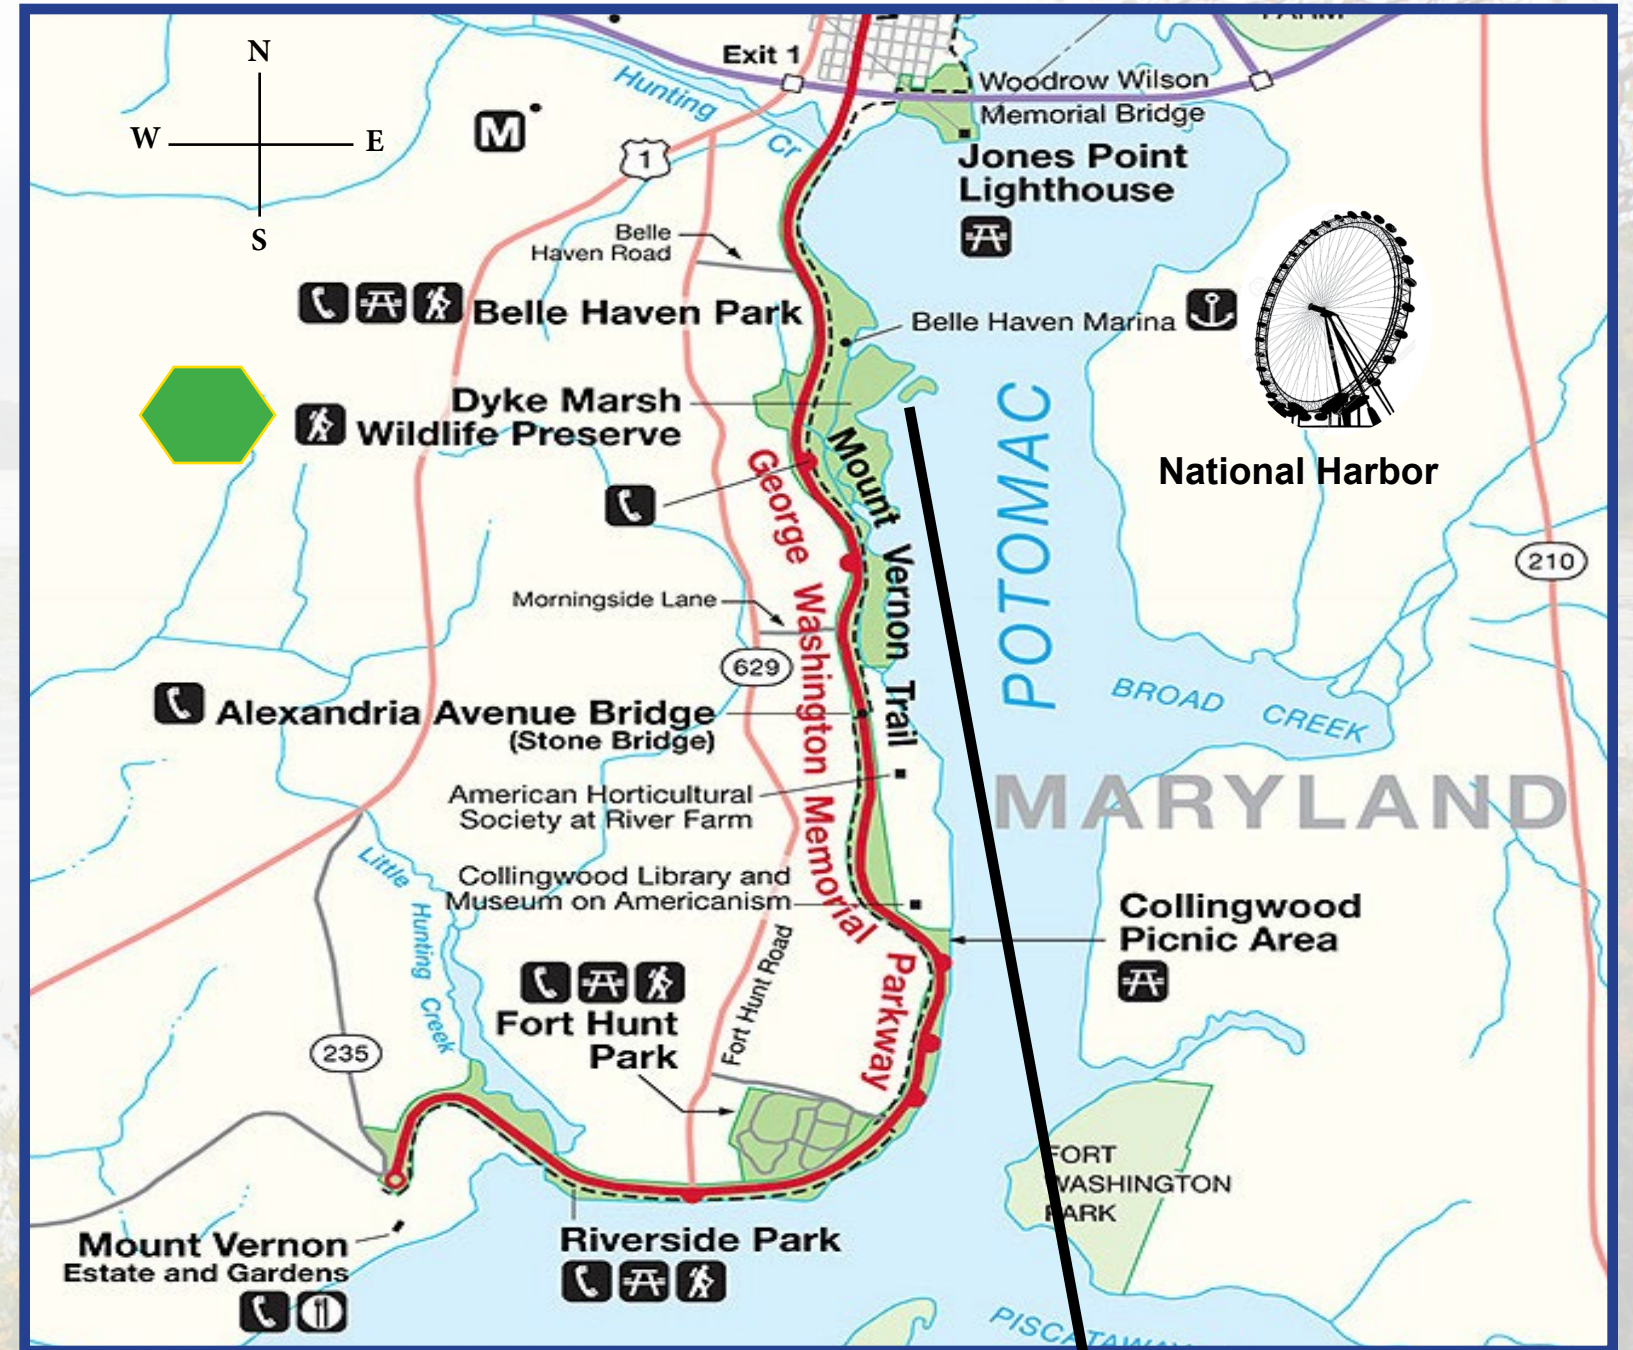 N
W
E
S
Exit 1
Hunting
Cr
Woodrow Wilson
Memorial Bridge
M
1
Jones Point
Lighthouse
Belle
Haven Road
Belle Haven Park
Belle Haven Marina
Dyke Marsh
Wildlife Preserve
National Harbor
POTOMAC
Mount Vernon Trail
George Washington Memorial Parkway
210
Morningside Lane
629
Alexandria Avenue Bridge
(Stone Bridge)
BROAD CREEK
MARYLAND
American Horticultural
Society at River Farm
Little Hunting Creek
Collingwood Library and
Museum on Americanism
Collingwood
Picnic Area
Fort Hunt Road
Fort Hunt
Park
235
FORT
WASHINGTON
PARK
Mount Vernon
Estate and Gardens
Riverside Park
PISCATAWAY